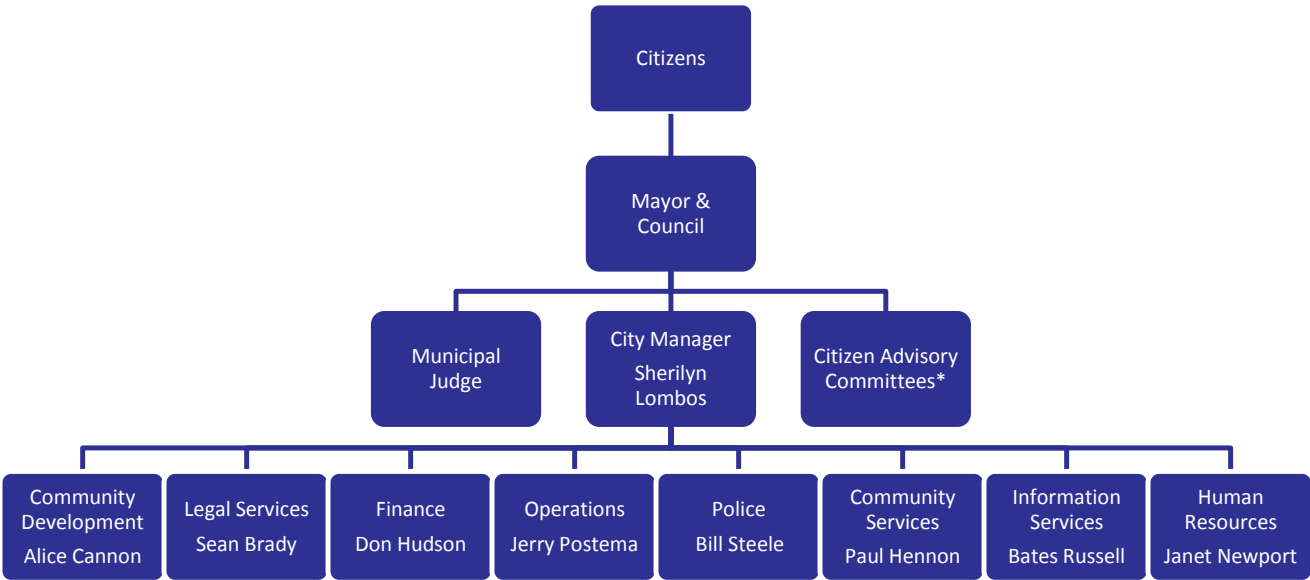 Citizens
Mayor &
Council
Municipal
Judge
City Manager
Sherilyn
Lombos
Citizen Advisory
Committees*
Community
Development
Alice Cannon
Legal Services
Sean Brady
Finance
Don Hudson
Operations
Jerry Postema
Police
Bill Steele
Community
Services
Paul Hennon
Information
Services
Bates Russell
Human
Resources
Janet Newport